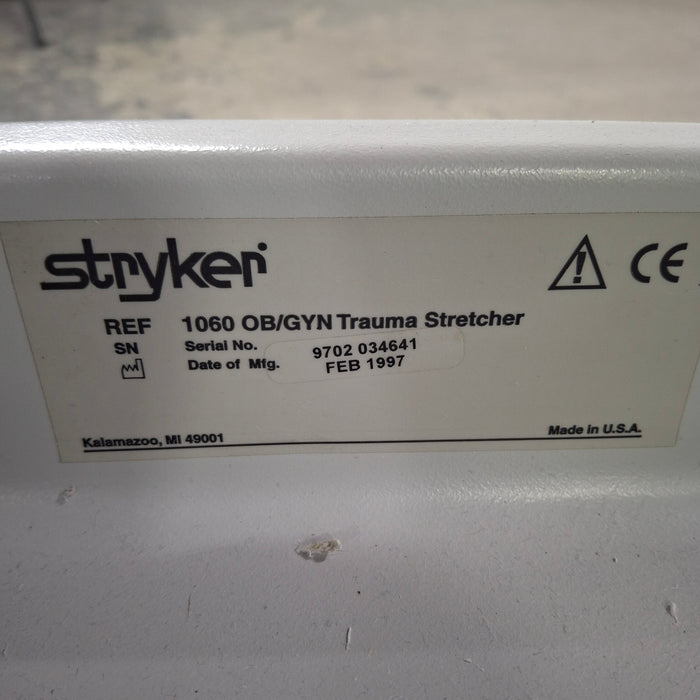 stryker
REF 1060 OB/GYN Trauma Stretcher
SN Serial No. 9702 034641
Date of Mfg. FEB 1997
Kalamazoo, MI 49001 Made in U.S.A.
CE